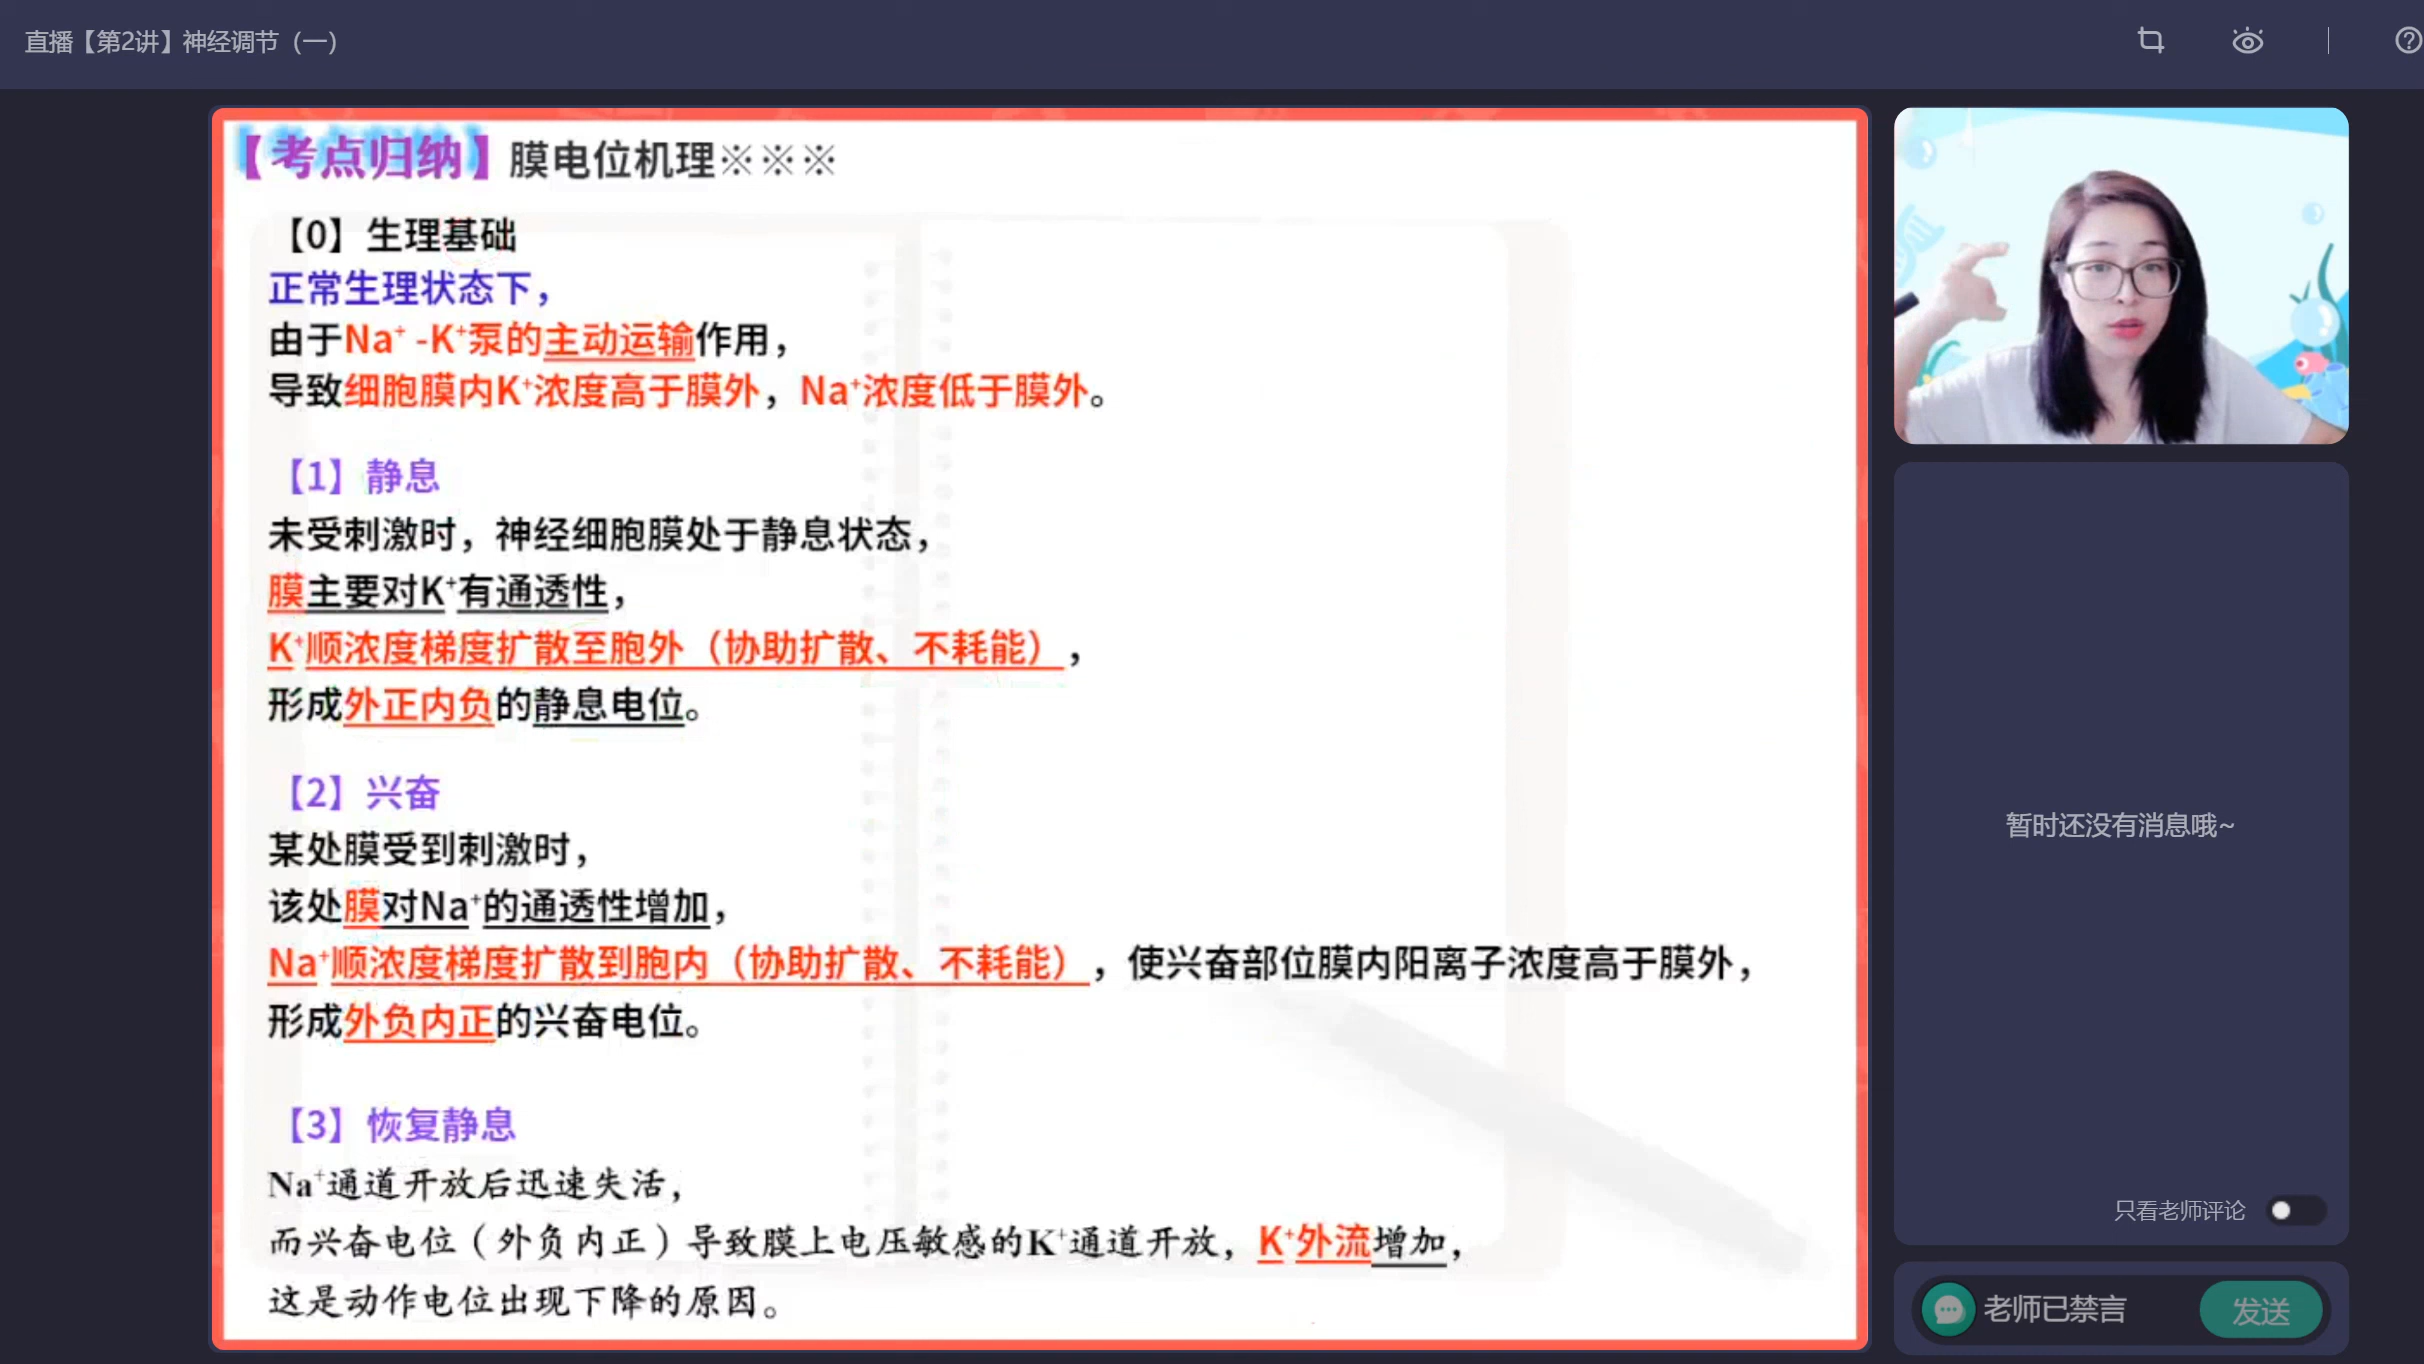 直播【第2讲】神经调节（一）
【考点归纳】膜电位机理※※※
【0】生理基础
正常生理状态下，
由于Na⁺ -K⁺泵的主动运输作用，
导致细胞膜内K⁺浓度高于膜外，Na⁺浓度低于膜外。
【1】静息
未受刺激时，神经细胞膜处于静息状态，
膜主要对K⁺有通透性，
K⁺顺浓度梯度扩散至胞外（协助扩散、不耗能），
形成外正内负的静息电位。
【2】兴奋
某处膜受到刺激时，
该处膜对Na⁺的通透性增加，
Na⁺顺浓度梯度扩散到胞内（协助扩散、不耗能），使兴奋部位膜内阳离子浓度高于膜外，
形成外负内正的兴奋电位。
【3】恢复静息
Na⁺通道开放后迅速失活，
而兴奋电位（外负内正）导致膜上电压敏感的K⁺通道开放，K⁺外流增加，
这是动作电位出现下降的原因。
暂时还没有消息哦~
只看老师评论
老师已禁言
发送